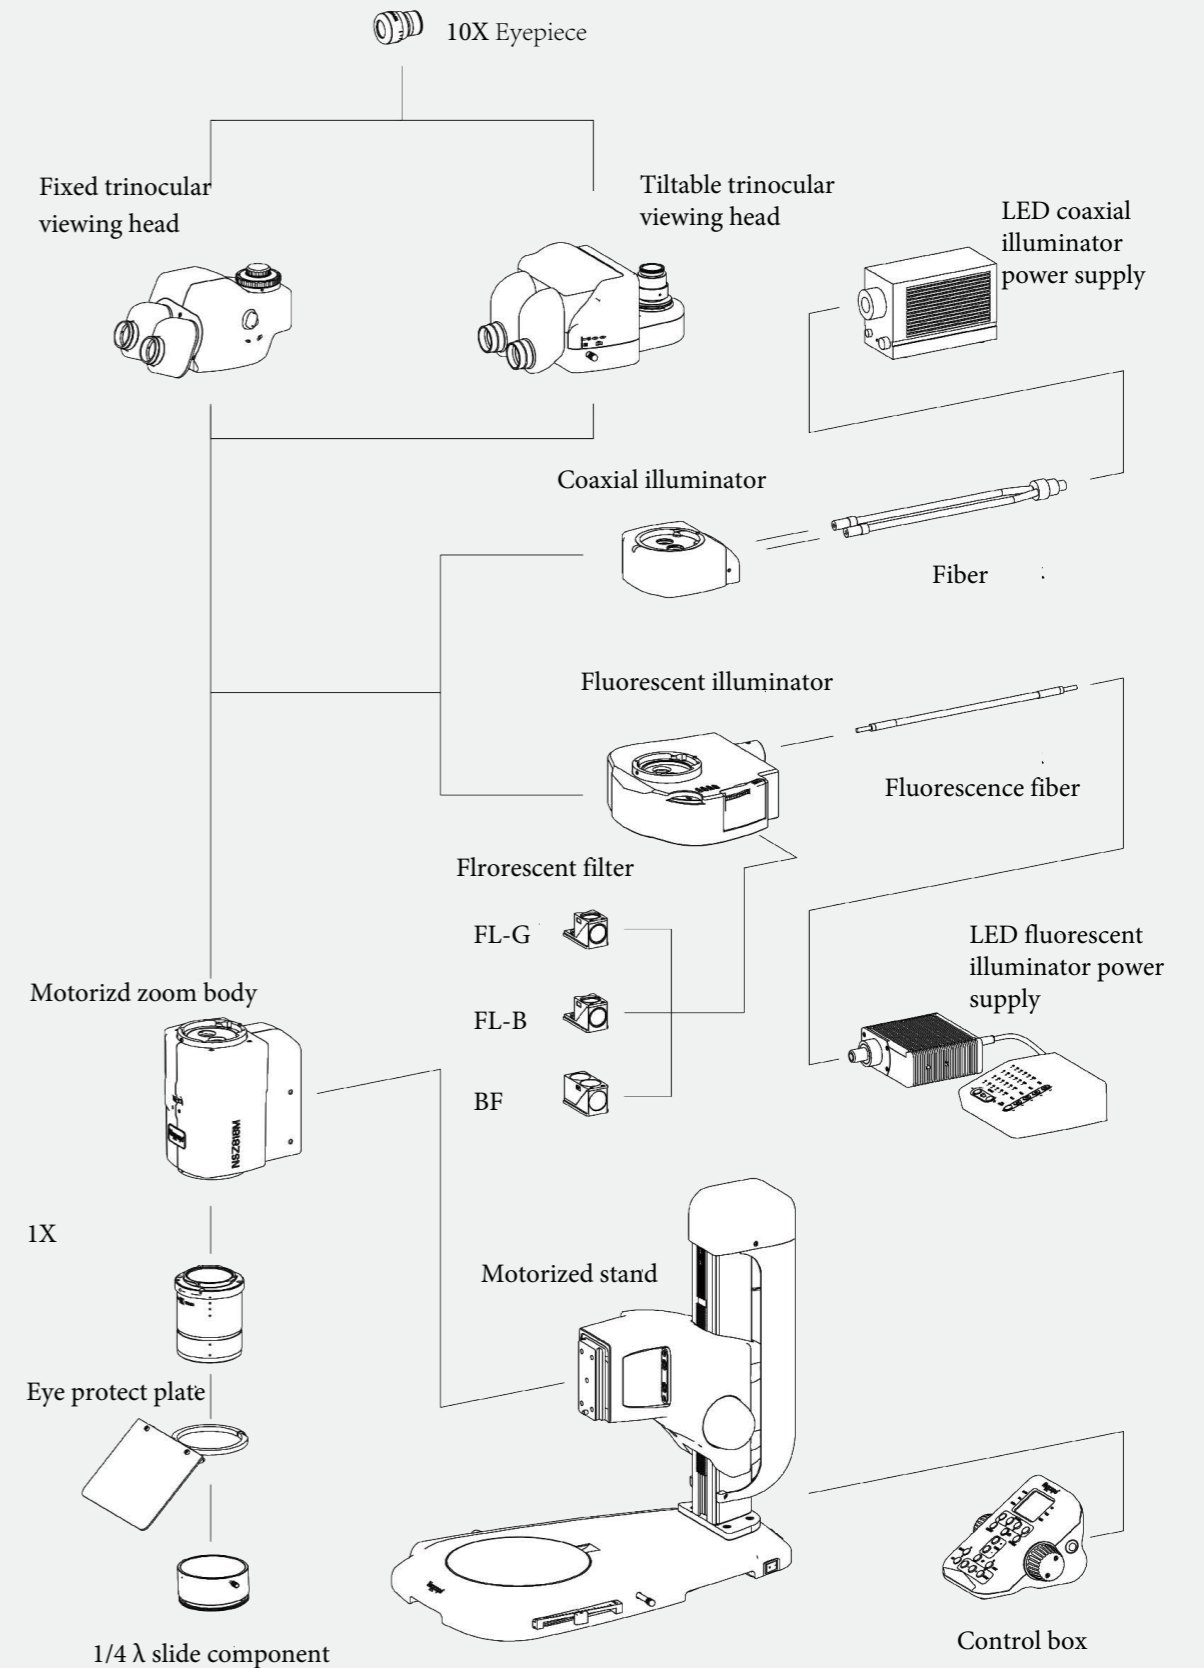 10X Eyepiece
Fixed trinocular
viewing head
Tiltable trinocular
viewing head
LED coaxial
illuminator
power supply
Coaxial illuminator
Fiber
Fluorescent illuminator
Fluorescence fiber
Flrorescent filter
FL-G
FL-B
BF
LED fluorescent
illuminator power
supply
Motorizd zoom body
NSZ818M
1X
Motorized stand
Eye protect plate
1/4 λ slide component
Control box